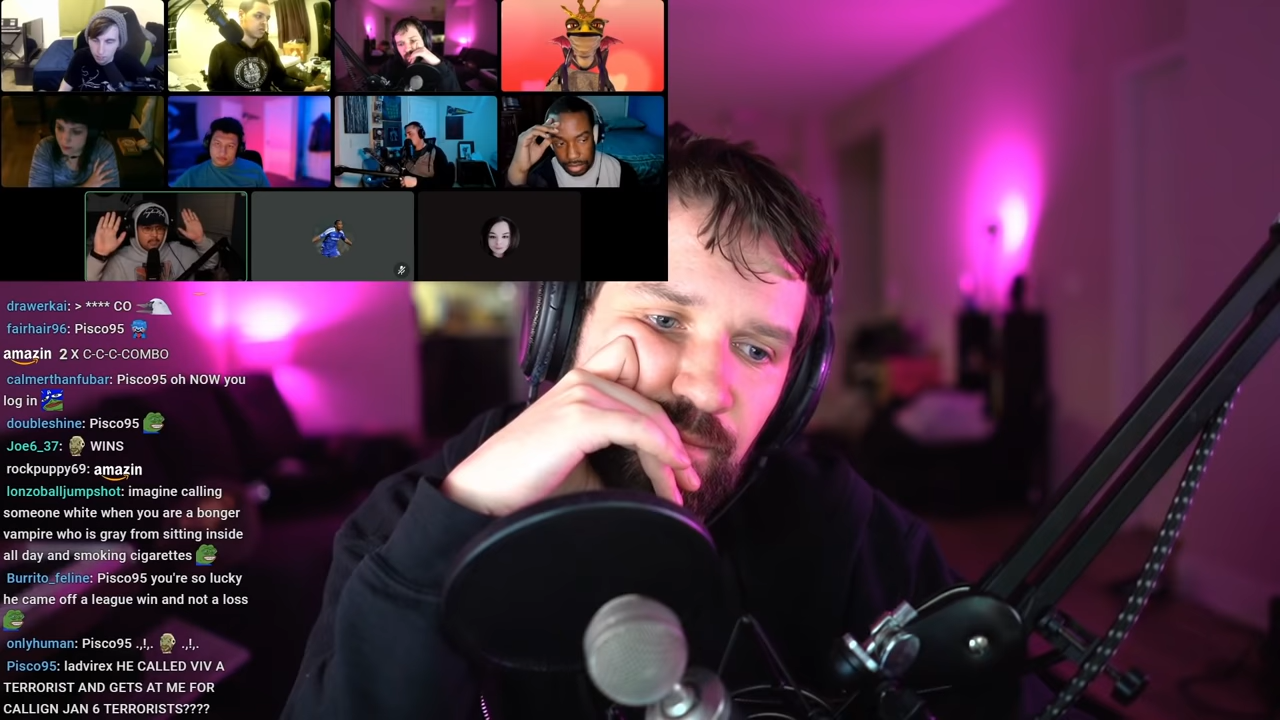 drawerkai: > **** CO
fairhair96: Pisco95
amazin 2 X C-C-C-COMBO
calmerthanfubar: Pisco95 oh NOW you
log in
doubleshine: Pisco95
Joe6_37: WINS
rockpuppy69: amazin
lonzoballjumpshot: imagine calling
someone white when you are a bonger
vampire who is gray from sitting inside
all day and smoking cigarettes
Burrito_feline: Pisco95 you're so lucky
he came off a league win and not a loss
onlyhuman: Pisco95 .,!,. .,!,.
Pisco95: ladvirex HE CALLED VIV A
TERRORIST AND GETS AT ME FOR
CALLIGN JAN 6 TERRORISTS????